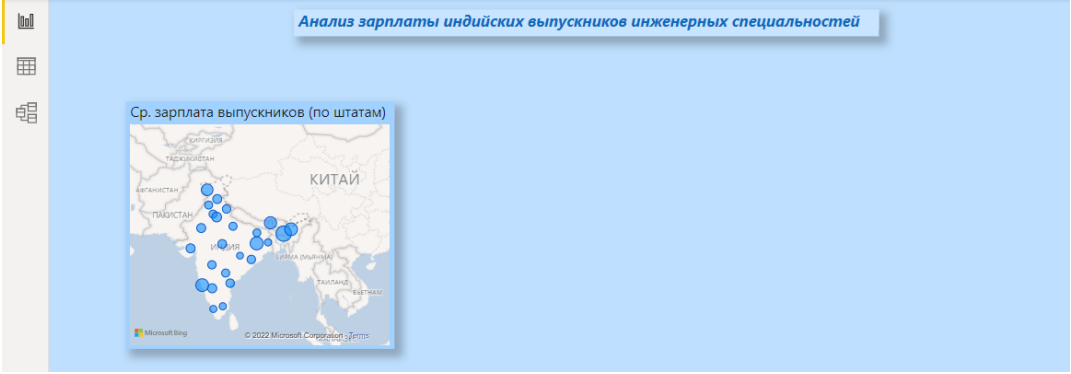 Анализ зарплаты индийских выпускников инженерных специальностей
Ср. зарплата выпускников (по штатам)
КИРГИЗИЯ
ТАДЖИКИСТАН
КИТАЙ
АФГАНИСТАН
ПАКИСТАН
ИНДИЯ
БИРМА (МЬЯНМА)
ТАИЛАНД
ВЬЕТНАМ
Microsoft Bing
© 2022 Microsoft Corporation Terms